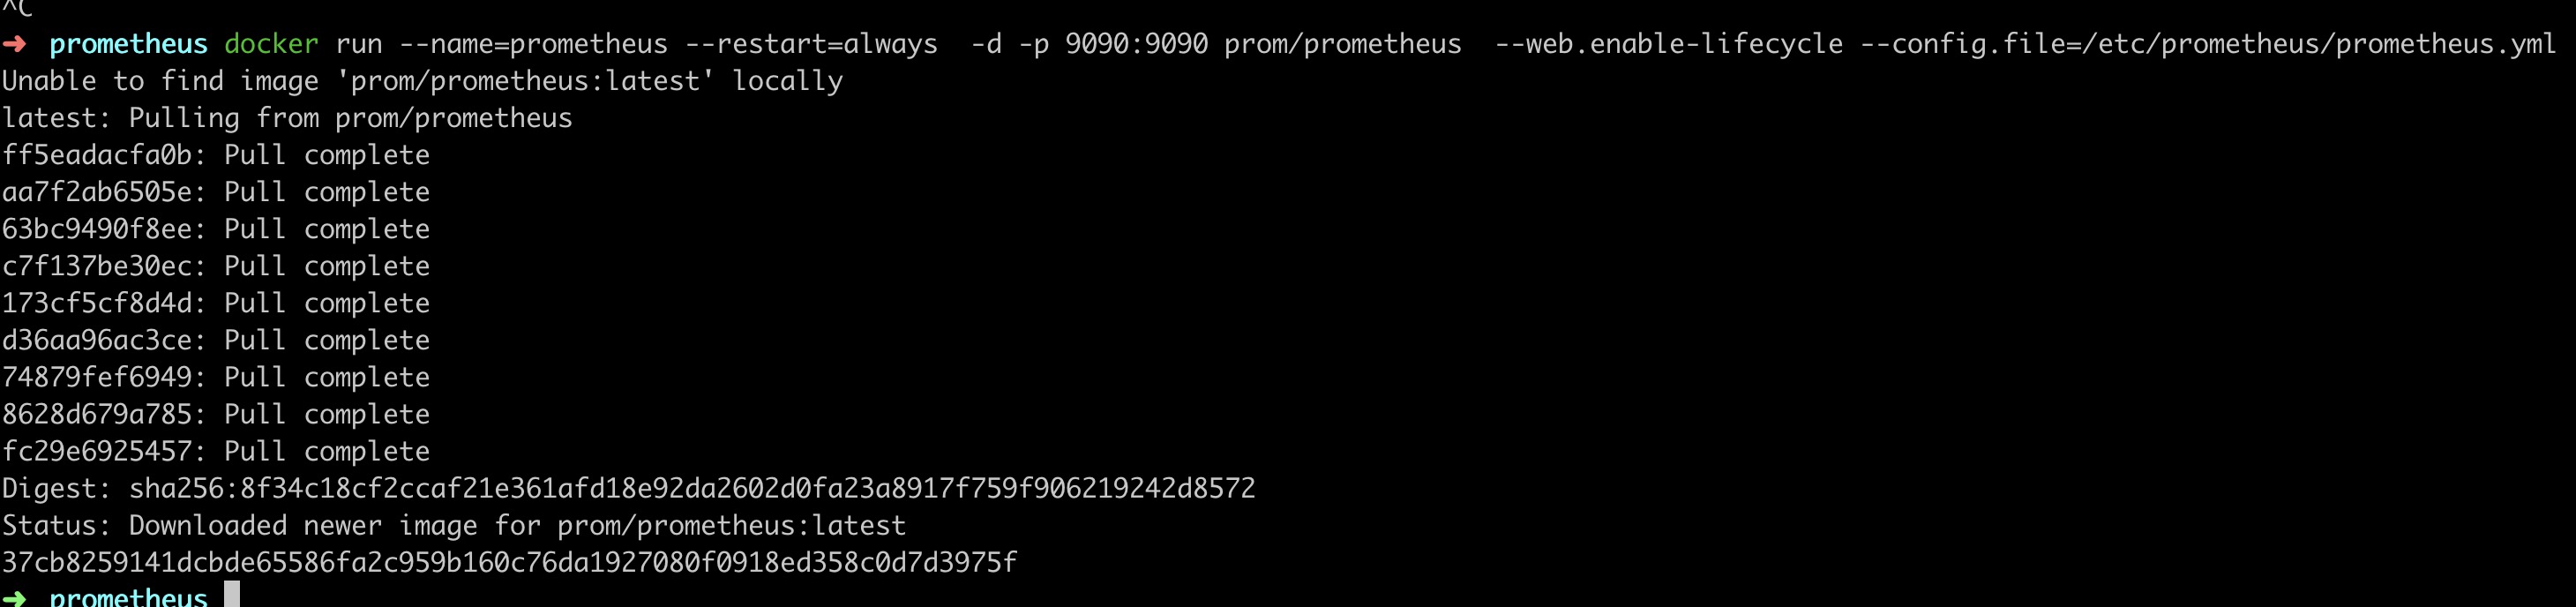 ^C
➜  prometheus docker run --name=prometheus --restart=always  -d -p 9090:9090 prom/prometheus  --web.enable-lifecycle --config.file=/etc/prometheus/prometheus.yml
Unable to find image 'prom/prometheus:latest' locally
latest: Pulling from prom/prometheus
ff5eadacfa0b: Pull complete
aa7f2ab6505e: Pull complete
63bc9490f8ee: Pull complete
c7f137be30ec: Pull complete
173cf5cf8d4d: Pull complete
d36aa96ac3ce: Pull complete
74879fef6949: Pull complete
8628d679a785: Pull complete
fc29e6925457: Pull complete
Digest: sha256:8f34c18cf2ccaf21e361afd18e92da2602d0fa23a8917f759f906219242d8572
Status: Downloaded newer image for prom/prometheus:latest
37cb8259141dcbde65586fa2c959b160c76da1927080f0918ed358c0d7d3975f
➜  prometheus